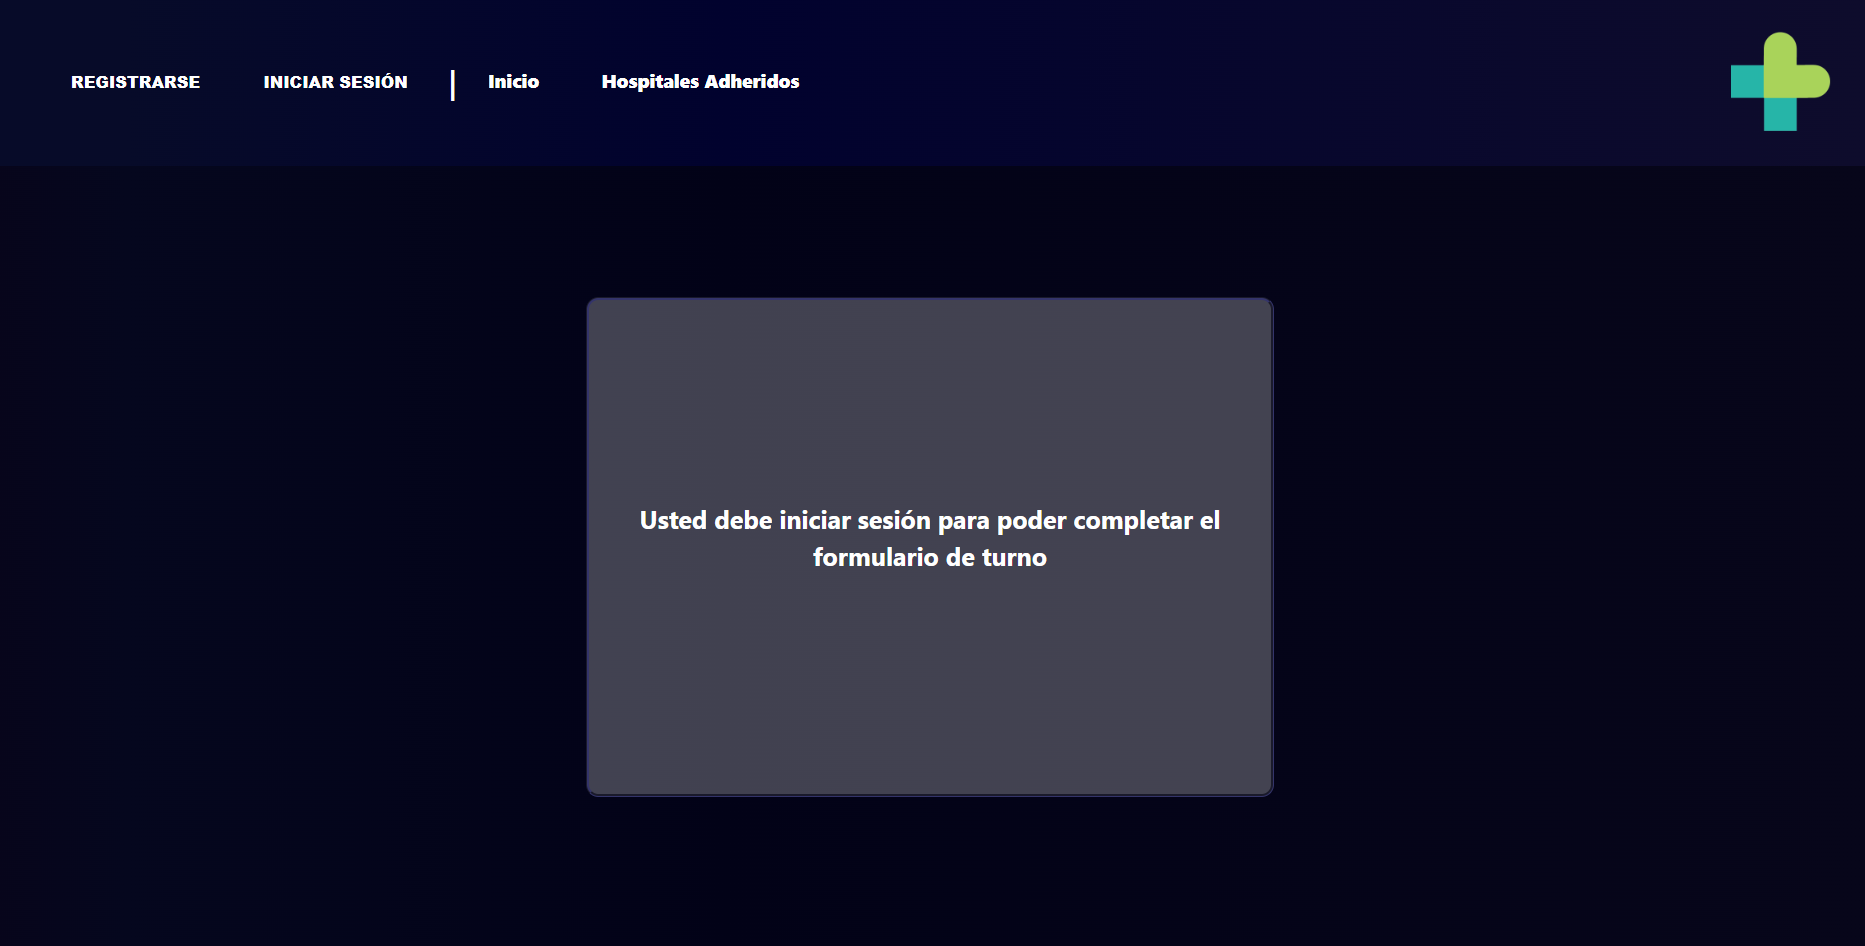 REGISTRARSE INICIAR SESIÓN | Inicio Hospitales Adheridos
Usted debe iniciar sesión para poder completar el
formulario de turno